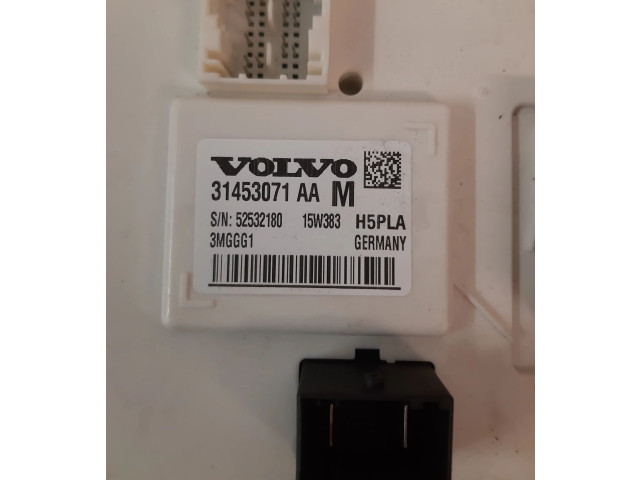 VOLVO
31453071 AA M
S/N: 52532180 15W383 H5PLA
3MGGG1 GERMANY